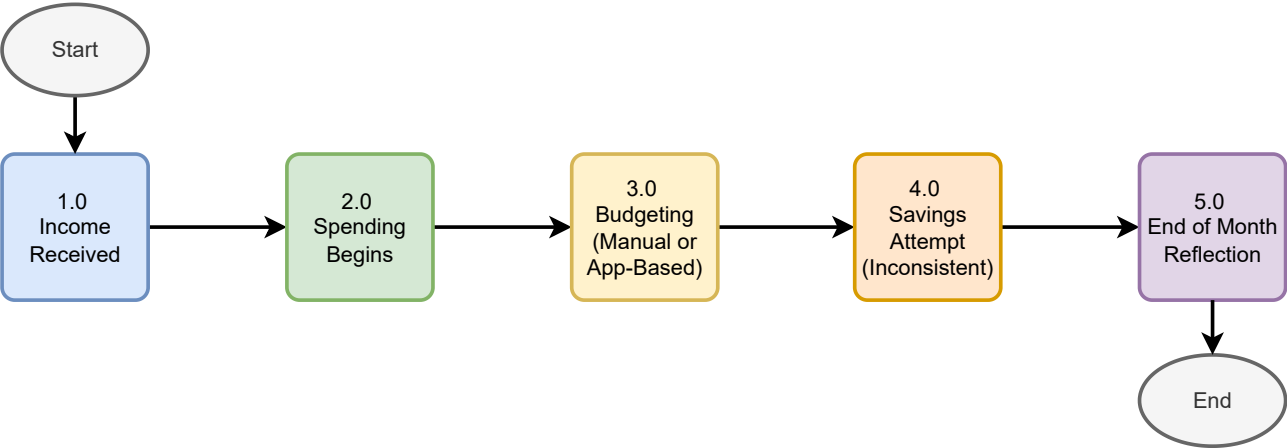 Start
1.0
Income
Received
2.0
Spending
Begins
3.0
Budgeting
(Manual or
App-Based)
4.0
Savings
Attempt
(Inconsistent)
5.0
End of Month
Reflection
End